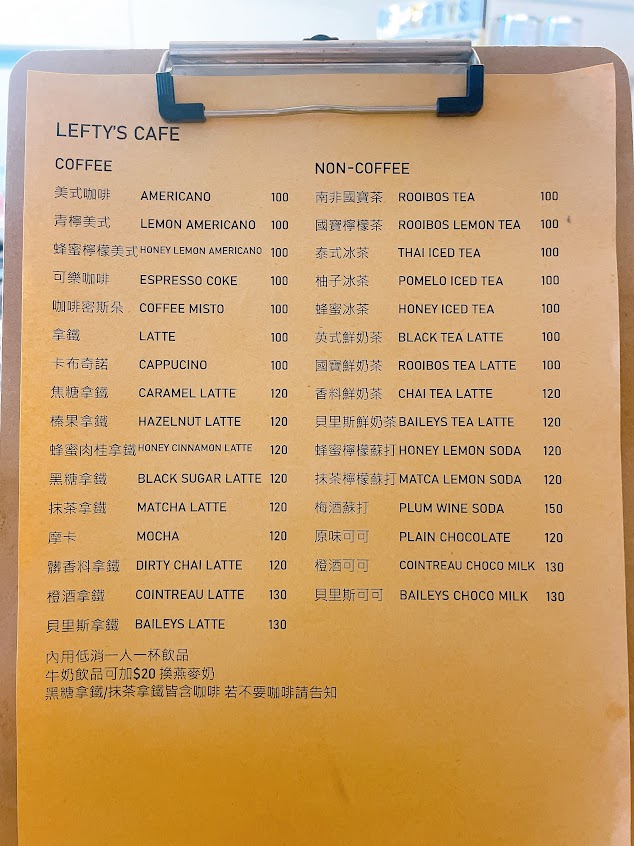 LEFTY'S CAFE
COFFEE
美式咖啡 AMERICANO 100
青檸美式 LEMON AMERICANO 100
蜂蜜檸檬美式 HONEY LEMON AMERICANO 100
可樂咖啡 ESPRESSO COKE 100
咖啡密斯朵 COFFEE MISTO 100
拿鐵 LATTE 100
卡布奇諾 CAPPUCINO 100
焦糖拿鐵 CARAMEL LATTE 120
榛果拿鐵 HAZELNUT LATTE 120
蜂蜜肉桂拿鐵 HONEY CINNAMON LATTE 120
黑糖拿鐵 BLACK SUGAR LATTE 120
抹茶拿鐵 MATCHA LATTE 120
摩卡 MOCHA 120
髒香料拿鐵 DIRTY CHAI LATTE 120
橙酒拿鐵 COINTREAU LATTE 130
貝里斯拿鐵 BAILEYS LATTE 130
NON-COFFEE
南非國寶茶 ROOIBOS TEA 100
國寶檸檬茶 ROOIBOS LEMON TEA 100
泰式冰茶 THAI ICED TEA 100
柚子冰茶 POMELO ICED TEA 100
蜂蜜冰茶 HONEY ICED TEA 100
英式鮮奶茶 BLACK TEA LATTE 100
國寶鮮奶茶 ROOIBOS TEA LATTE 100
香料鮮奶茶 CHAI TEA LATTE 120
貝里斯鮮奶茶 BAILEYS TEA LATTE 120
蜂蜜檸檬蘇打 HONEY LEMON SODA 120
抹茶檸檬蘇打 MATCA LEMON SODA 120
梅酒蘇打 PLUM WINE SODA 150
原味可可 PLAIN CHOCOLATE 120
橙酒可可 COINTREAU CHOCO MILK 130
貝里斯可可 BAILEYS CHOCO MILK 130
內用低消一人一杯飲品
牛奶飲品可加$20 換燕麥奶
黑糖拿鐵/抹茶拿鐵皆含咖啡 若不要咖啡請告知